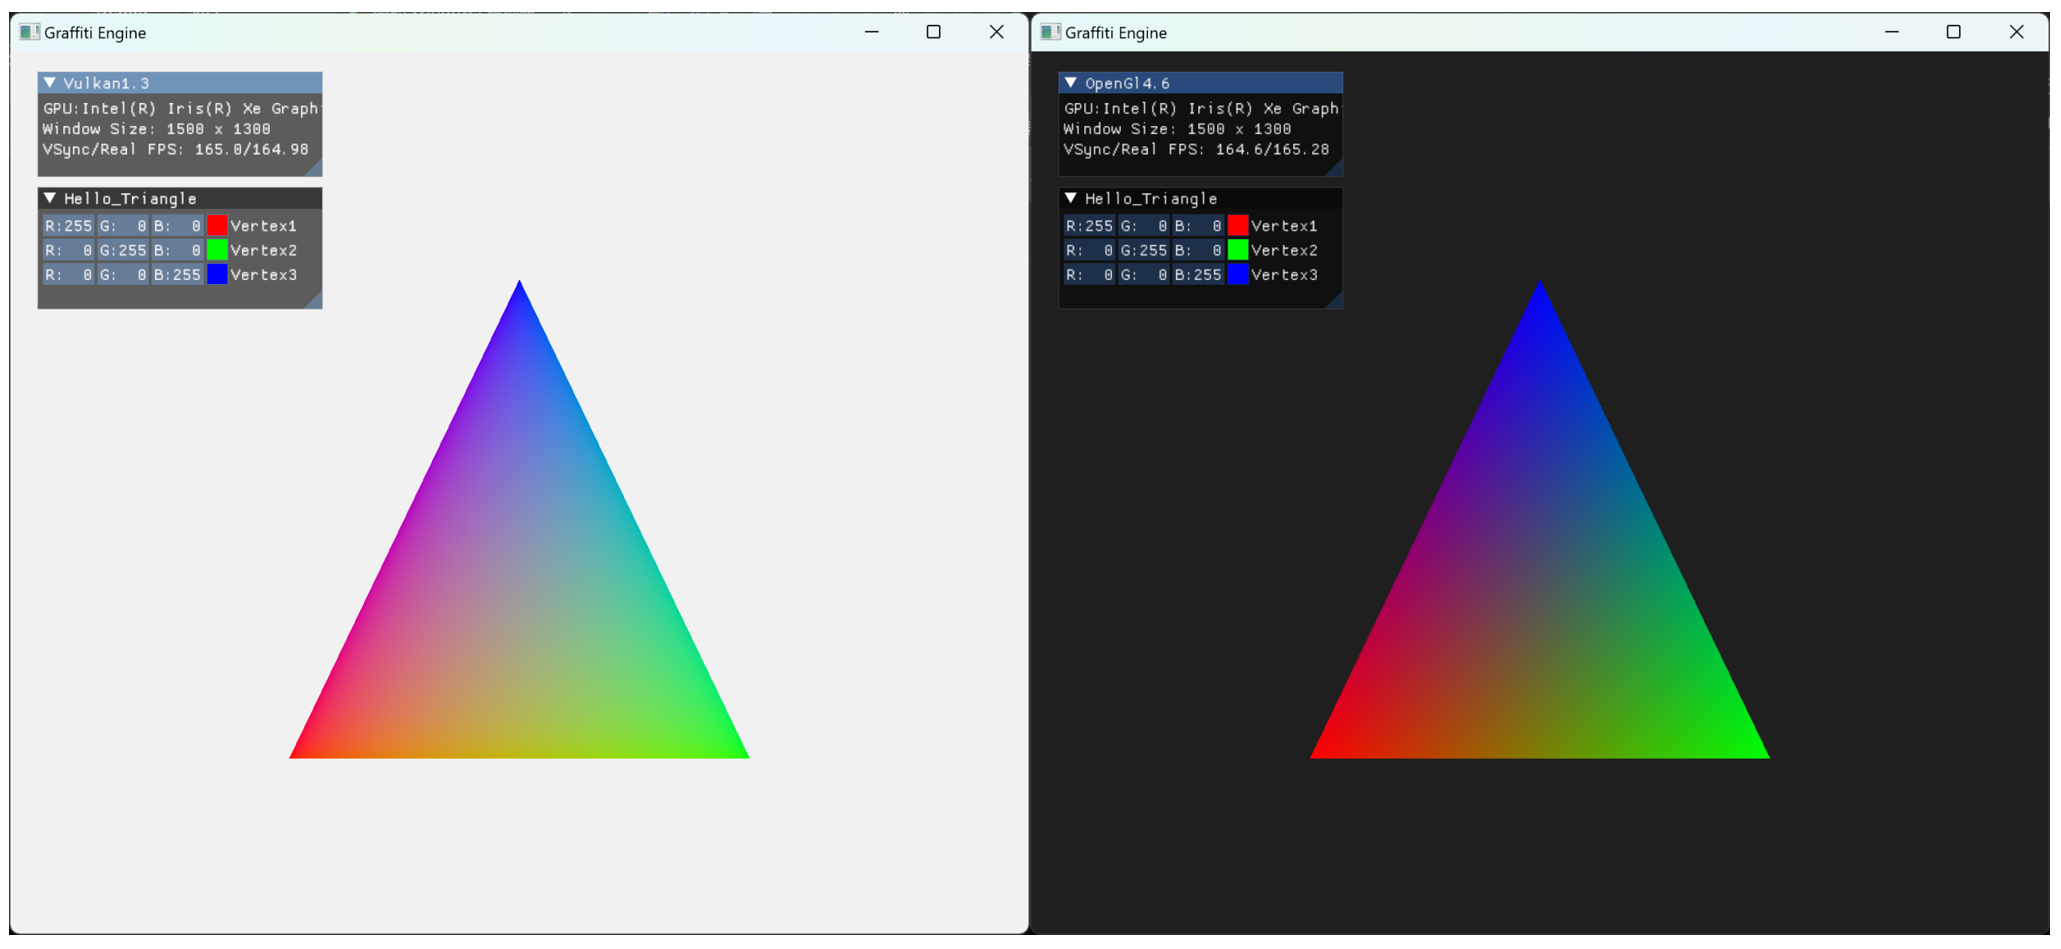 Graffiti Engine
Vulkan1.3
GPU:Intel(R) Iris(R) Xe Graph
Window Size: 1500 x 1300
VSync/Real FPS: 165.0/164.98
Hello_Triangle
R:255 G: 0 B: 0 Vertex1
R: 0 G:255 B: 0 Vertex2
R: 0 G: 0 B:255 Vertex3
Graffiti Engine
OpenGl4.6
GPU:Intel(R) Iris(R) Xe Graph
Window Size: 1500 x 1300
VSync/Real FPS: 164.6/165.28
Hello_Triangle
R:255 G: 0 B: 0 Vertex1
R: 0 G:255 B: 0 Vertex2
R: 0 G: 0 B:255 Vertex3